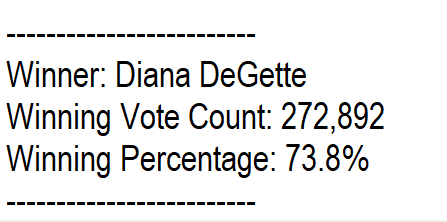 -------------------------
Winner: Diana DeGette
Winning Vote Count: 272,892
Winning Percentage: 73.8%
-------------------------